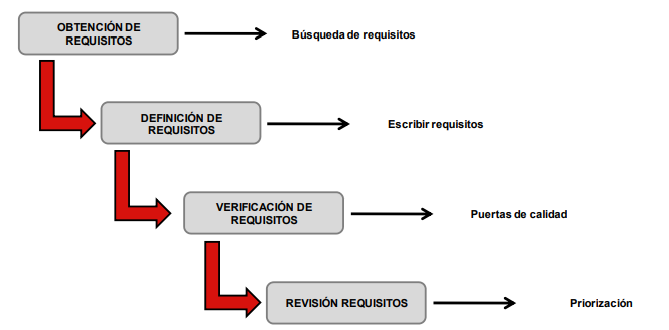 OBTENCIÓN DE
REQUISITOS
Búsqueda de requisitos
DEFINICIÓN DE
REQUISITOS
Escribir requisitos
VERIFICACIÓN DE
REQUISITOS
Puertas de calidad
REVISIÓN REQUISITOS
Priorización